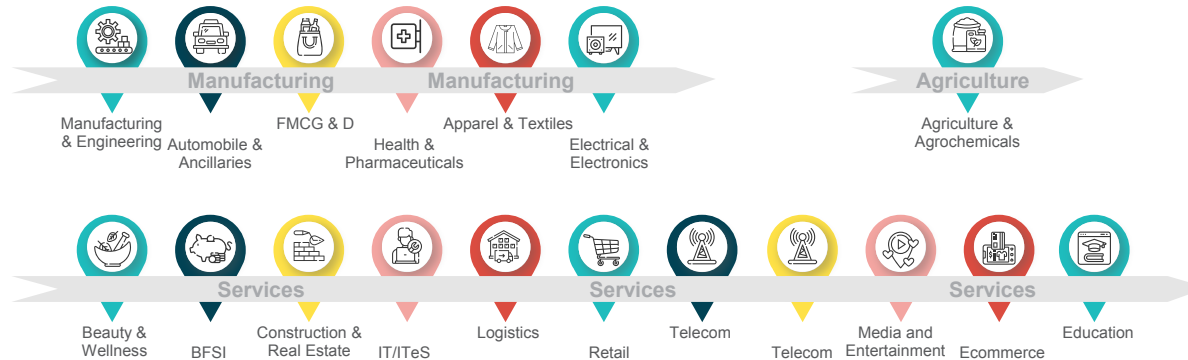 Manufacturing
Manufacturing
Agriculture
Manufacturing
& Engineering
Automobile &
Ancillaries
FMCG & D
Health &
Pharmaceuticals
Apparel & Textiles
Electrical &
Electronics
Agriculture &
Agrochemicals
Services
Services
Services
Beauty &
Wellness
BFSI
Construction &
Real Estate
IT/ITeS
Logistics
Retail
Telecom
Telecom
Media and
Entertainment
Ecommerce
Education